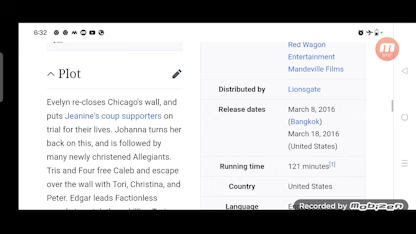 6:32
Plot
Evelyn re-closes Chicago's wall, and
puts Jeanine's coup supporters on
trial for their lives. Johanna turns her
back on this, and is followed by
many newly christened Allegiants.
Tris and Four free Caleb and escape
over the wall with Tori, Christina, and
Peter. Edgar leads Factionless
Red Wagon
Entertainment
Mandeville Films
Distributed by Lionsgate
Release dates March 8, 2016
(Bangkok)
March 18, 2016
(United States)
Running time 121 minutes[1]
Country United States
Language
Recorded by mobizen